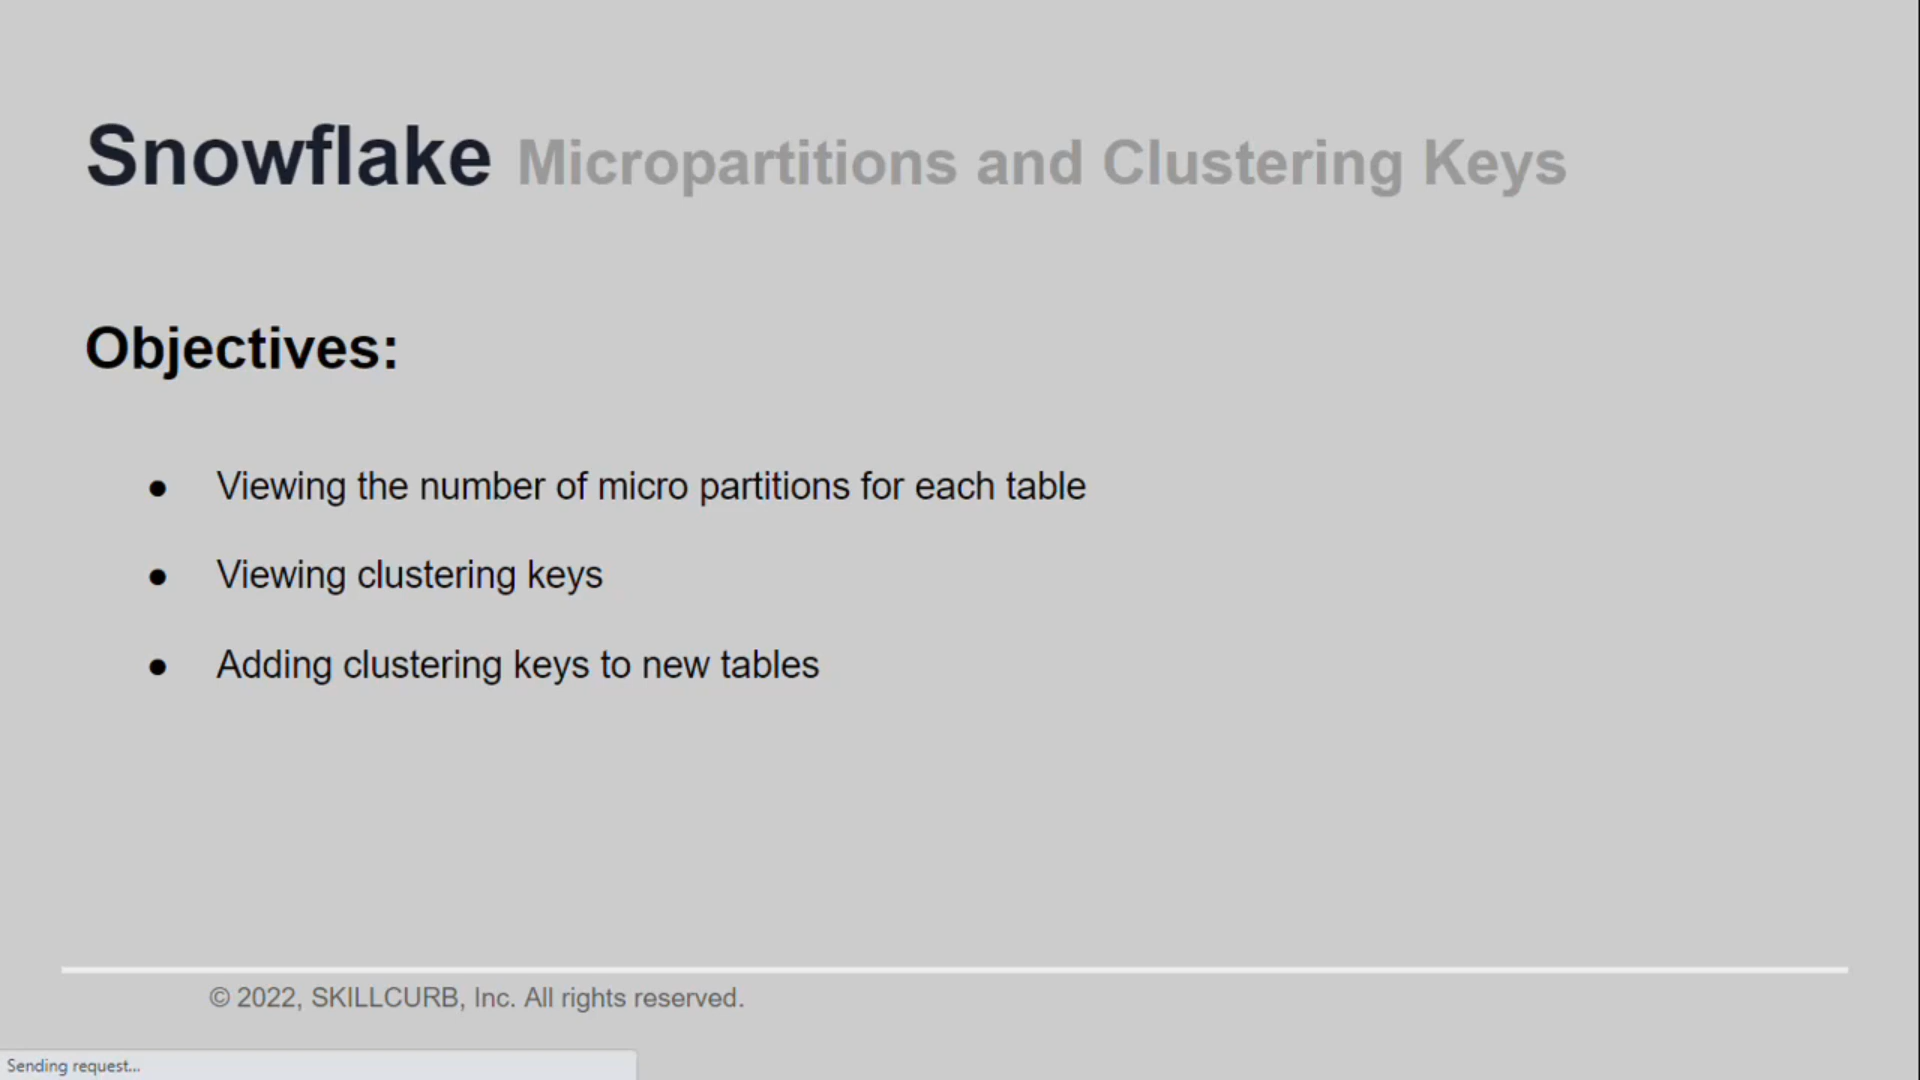 Snowflake Micropartitions and Clustering Keys
Objectives:
● Viewing the number of micro partitions for each table
● Viewing clustering keys
● Adding clustering keys to new tables
© 2022, SKILLCURB, Inc. All rights reserved.
Sending request...